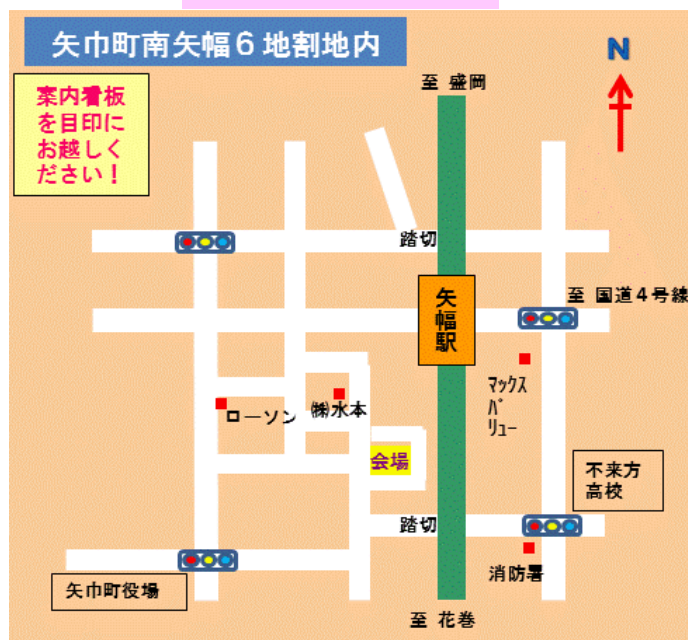 矢巾町南矢幅６地割地内
N
案内看板
を目印に
お越しく
ださい！
至 盛岡
踏切
矢幅駅
至 国道４号線
ﾏｯｸｽ
ﾊﾞ
ﾘｭｰ
ローソン
㈱水本
会場
不来方
高校
踏切
消防署
矢巾町役場
至 花巻